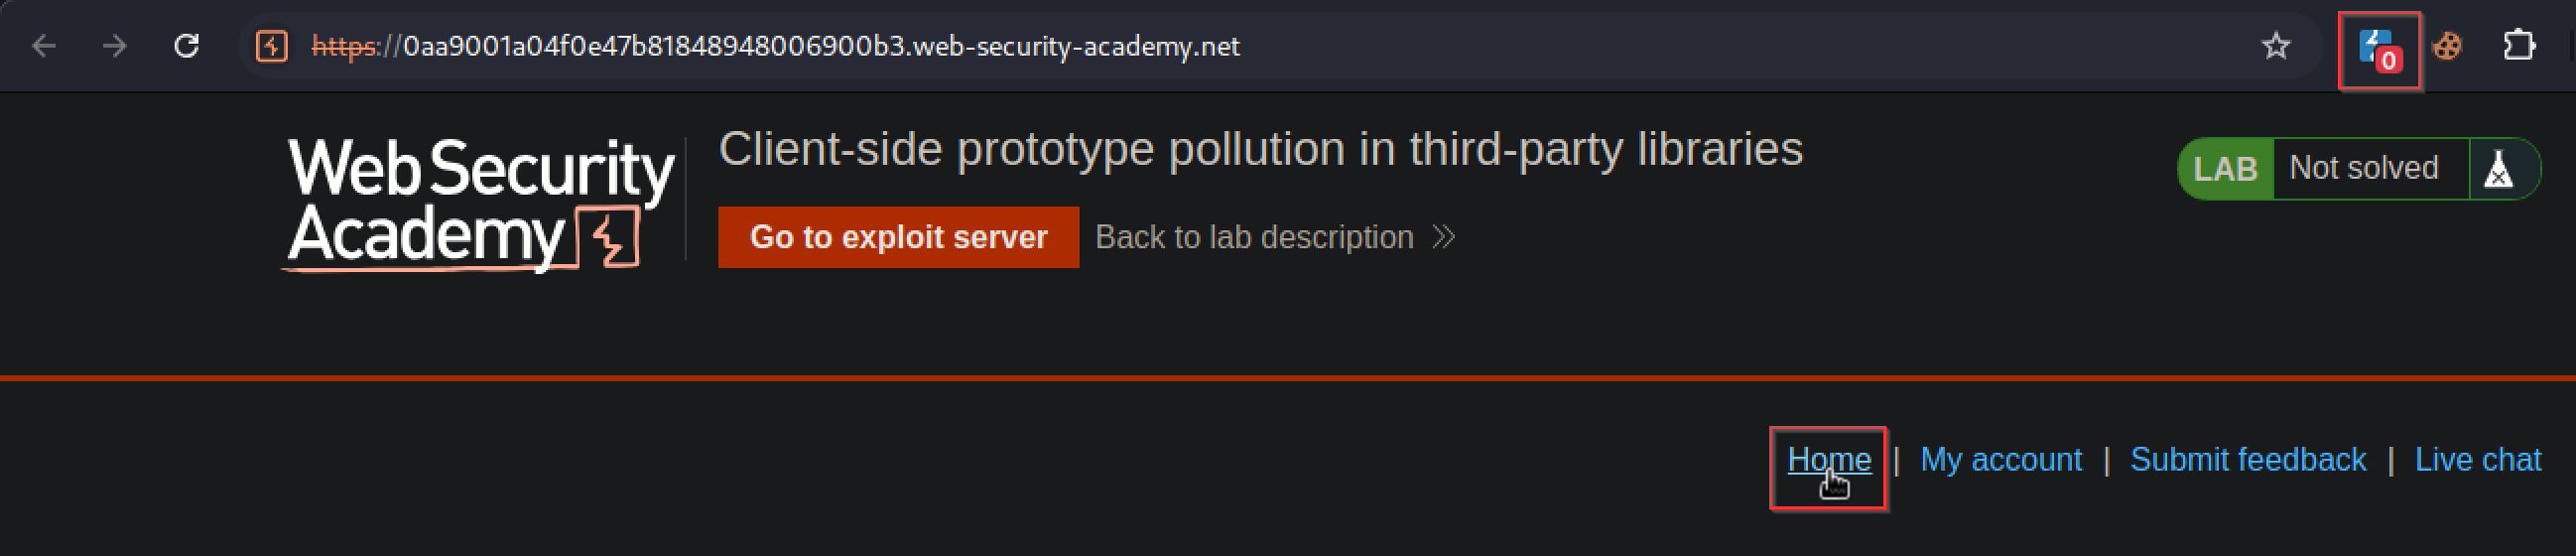 https://0aa9001a04f0e47b81848948006900b3.web-security-academy.net
0
Web Security
Academy
Client-side prototype pollution in third-party libraries
Go to exploit server
Back to lab description
LAB
Not solved
Home | My account | Submit feedback | Live chat